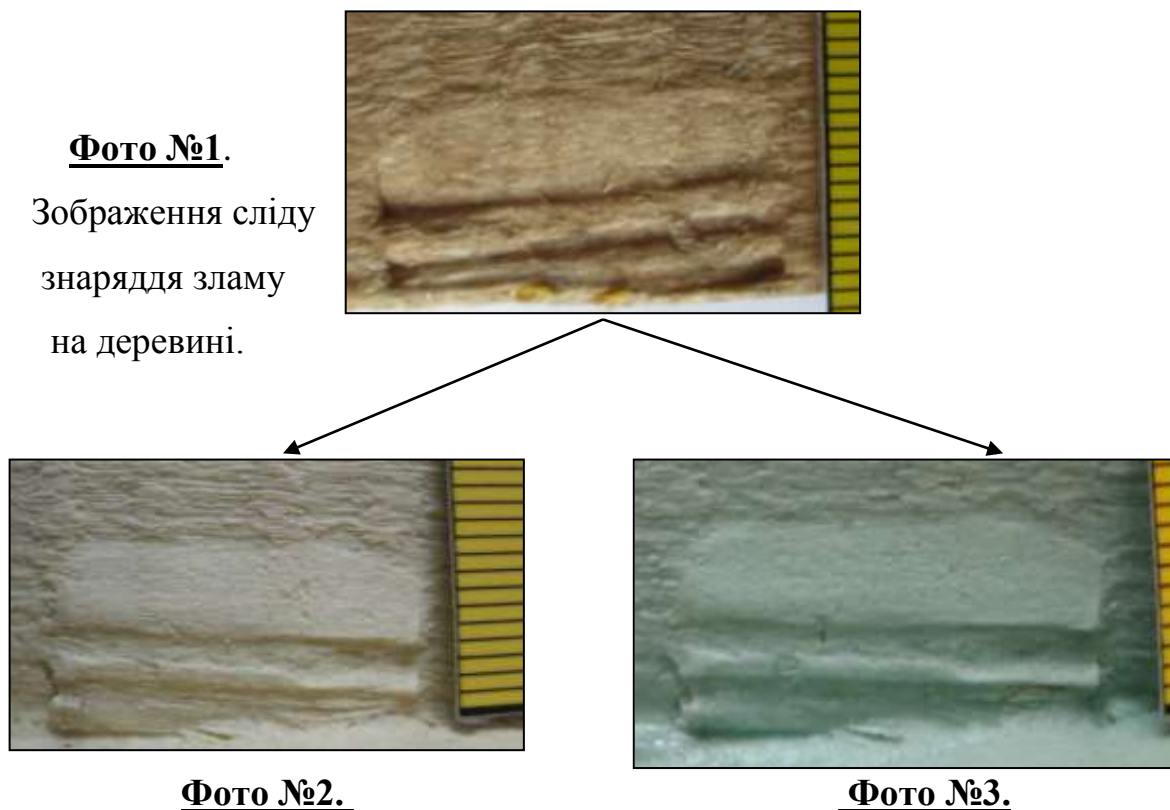 Фото №1.
Зображення сліду
знаряддя зламу
на деревині.
Фото №2.
Фото №3.